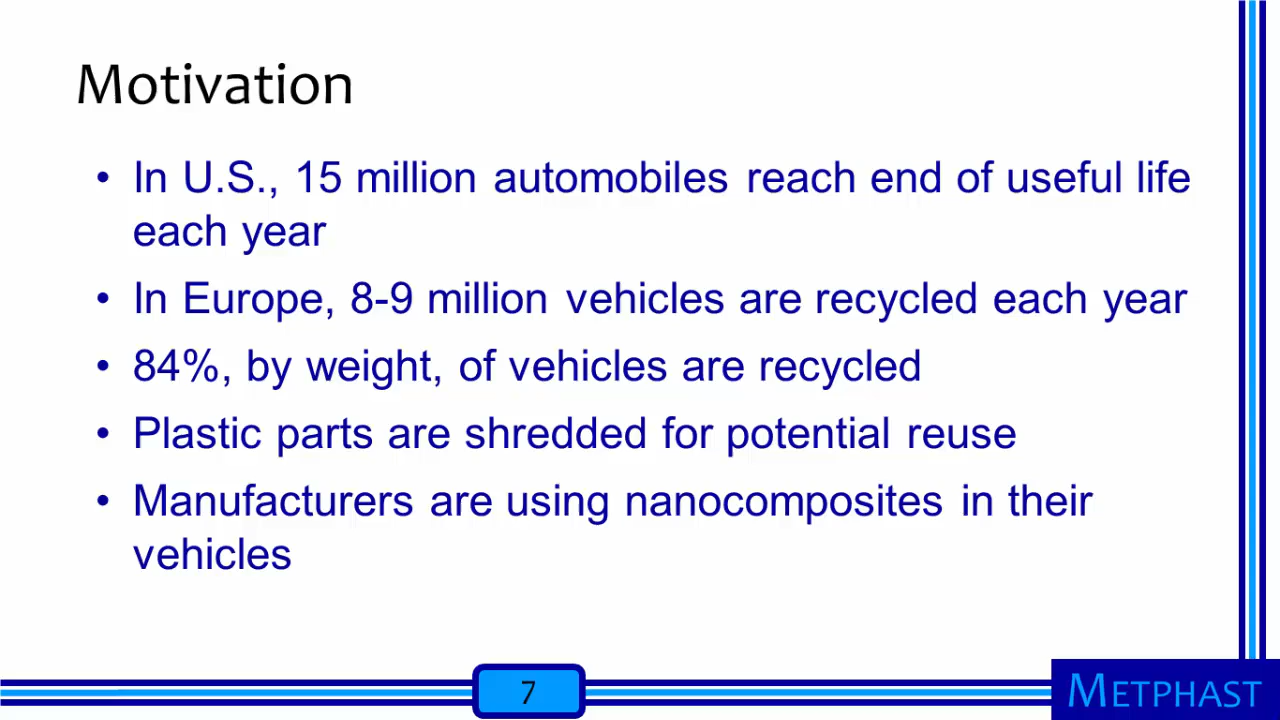 Motivation
• In U.S., 15 million automobiles reach end of useful life
each year
• In Europe, 8-9 million vehicles are recycled each year
• 84%, by weight, of vehicles are recycled
• Plastic parts are shredded for potential reuse
• Manufacturers are using nanocomposites in their
vehicles
7
METPHAST